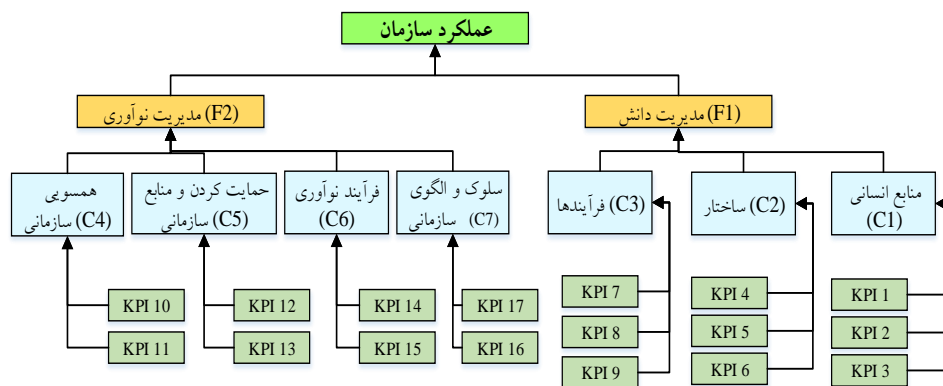 عملکرد سازمان
مدیریت دانش (F1)
مدیریت نوآوری (F2)
منابع انسانی
(C1)
ساختار (C2)
فرآیندها (C3)
سلوک و الگوی
سازمانی (C7)
فرآیند نوآوری
(C6)
حمایت کردن و منابع
سازمانی (C5)
همسویی
سازمانی (C4)
KPI 1
KPI 2
KPI 3
KPI 4
KPI 5
KPI 6
KPI 7
KPI 8
KPI 9
KPI 17
KPI 16
KPI 14
KPI 15
KPI 12
KPI 13
KPI 10
KPI 11